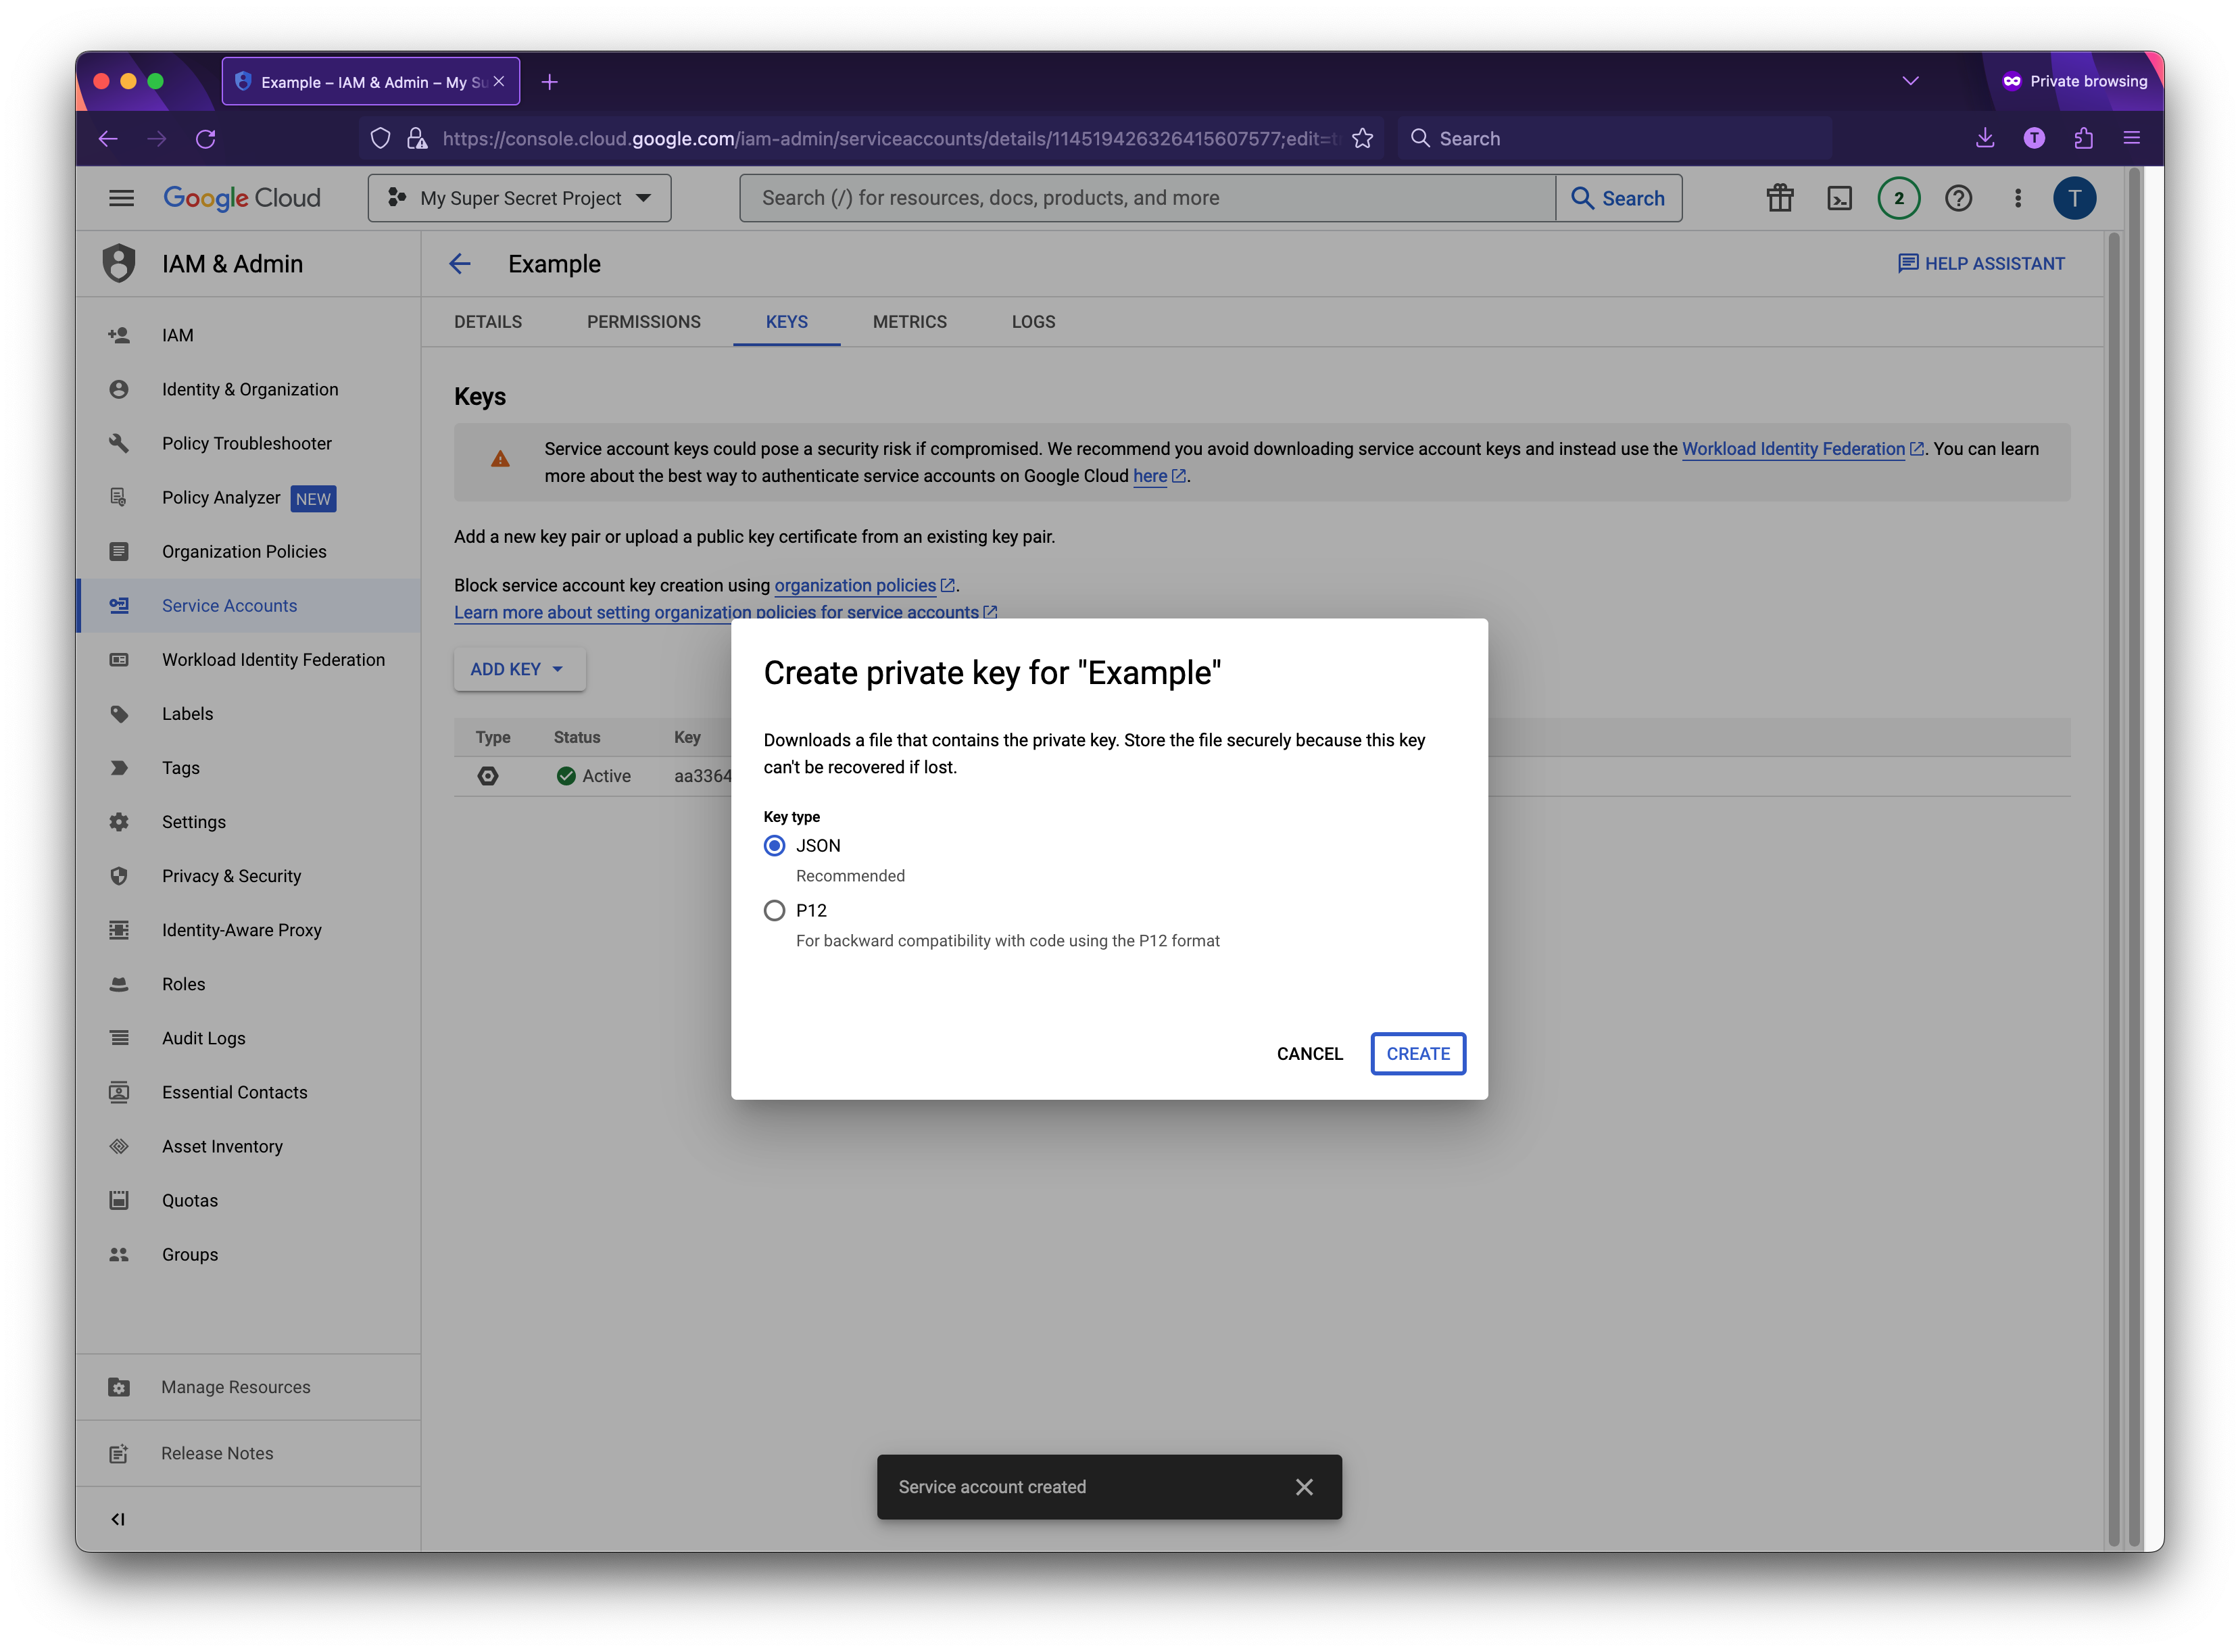 Example – IAM & Admin – My Su
Private browsing
https://console.cloud.google.com/iam-admin/serviceaccounts/details/114519426326415607577;edit=t
Search
T
Google Cloud
My Super Secret Project
Search (/) for resources, docs, products, and more
Search
2
T
IAM & Admin
Example
HELP ASSISTANT
DETAILS
PERMISSIONS
KEYS
METRICS
LOGS
IAM
Identity & Organization
Policy Troubleshooter
Policy Analyzer NEW
Organization Policies
Service Accounts
Workload Identity Federation
Labels
Tags
Settings
Privacy & Security
Identity-Aware Proxy
Roles
Audit Logs
Essential Contacts
Asset Inventory
Quotas
Groups
Manage Resources
Release Notes
Keys
Service account keys could pose a security risk if compromised. We recommend you avoid downloading service account keys and instead use the Workload Identity Federation. You can learn
more about the best way to authenticate service accounts on Google Cloud here.
Add a new key pair or upload a public key certificate from an existing key pair.
Block service account key creation using organization policies.
Learn more about setting organization policies for service accounts
ADD KEY
Type Status Key
Active aa3364
Create private key for "Example"
Downloads a file that contains the private key. Store the file securely because this key
can't be recovered if lost.
Key type
JSON
Recommended
P12
For backward compatibility with code using the P12 format
CANCEL
CREATE
Service account created